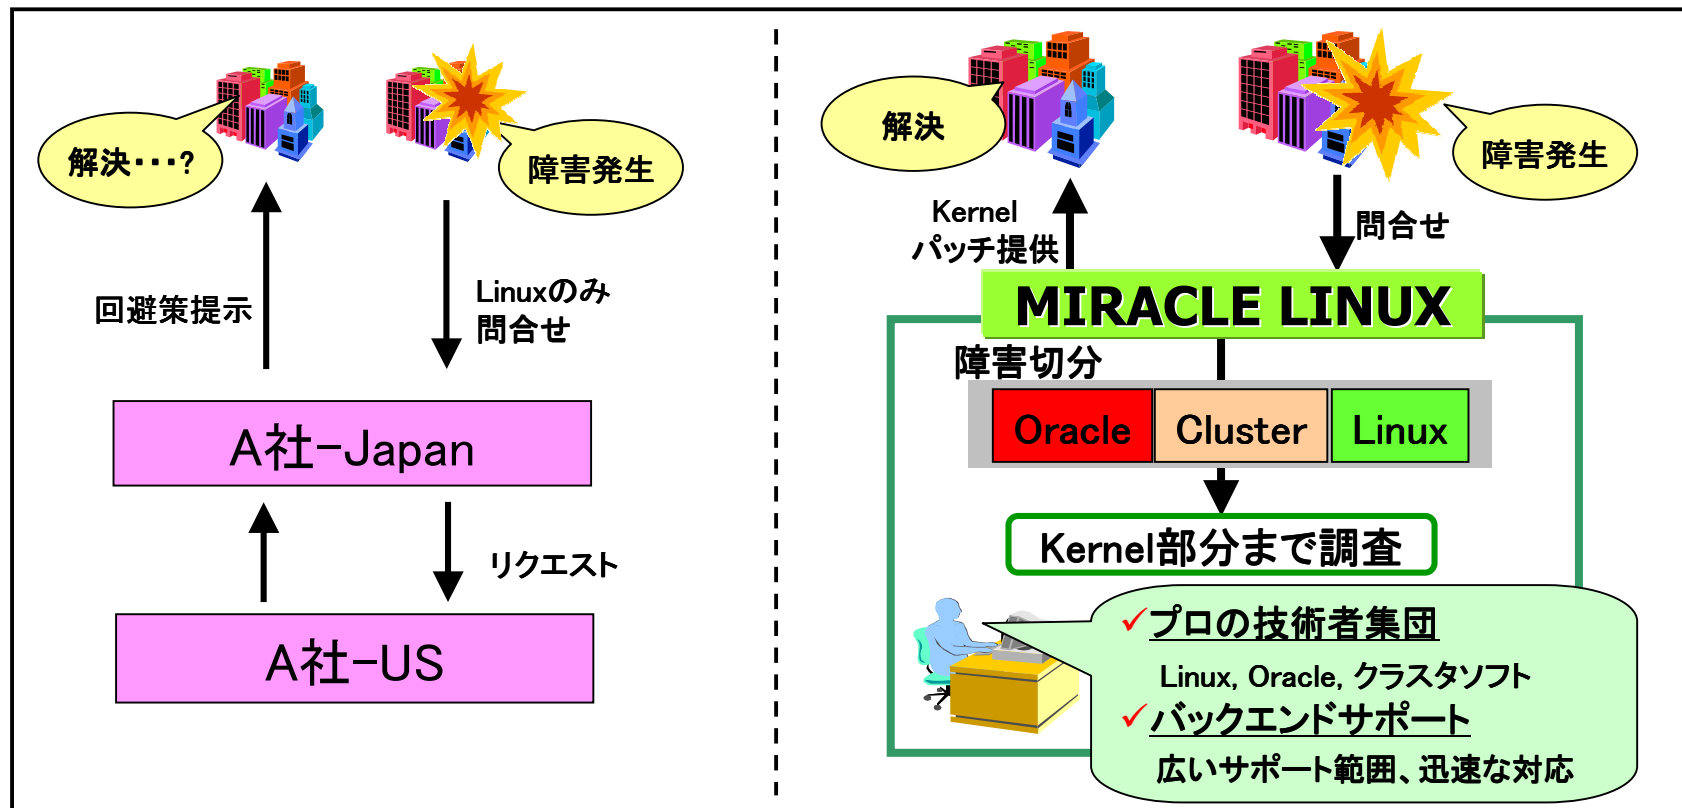 解決・・・?
障害発生
回避策提示
Linuxのみ
問合せ
A社-Japan
リクエスト
A社-US
解決
障害発生
Kernel
パッチ提供
問合せ
MIRACLE LINUX
障害切分
Oracle
Cluster
Linux
Kernel部分まで調査
✓プロの技術者集団
Linux, Oracle, クラスタソフト
✓バックエンドサポート
広いサポート範囲、迅速な対応